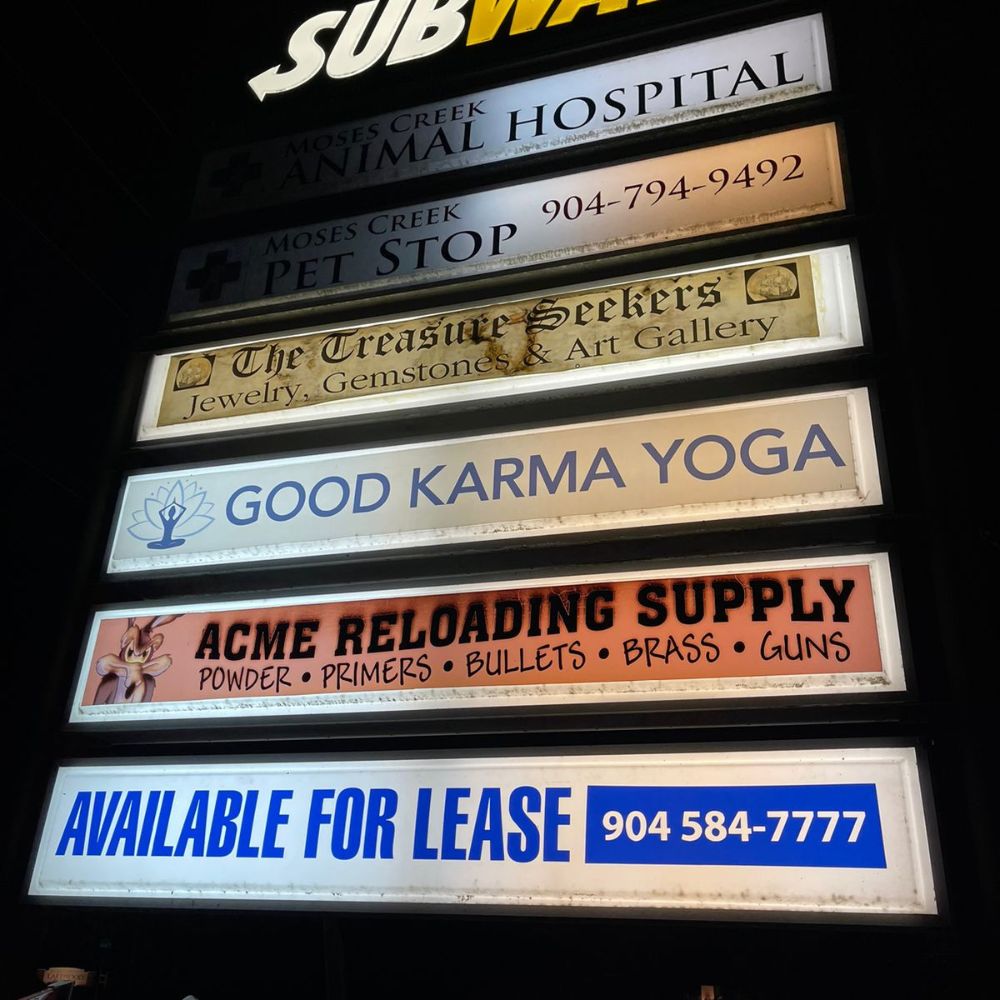 SUBWA
MOSES CREEK
ANIMAL HOSPITAL
MOSES CREEK
PET STOP 904-794-9492
The Treasure Seekers
Jewelry, Gemstones & Art Gallery
GOOD KARMA YOGA
ACME RELOADING SUPPLY
POWDER • PRIMERS • BULLETS • BRASS • GUNS
AVAILABLE FOR LEASE 904 584-7777